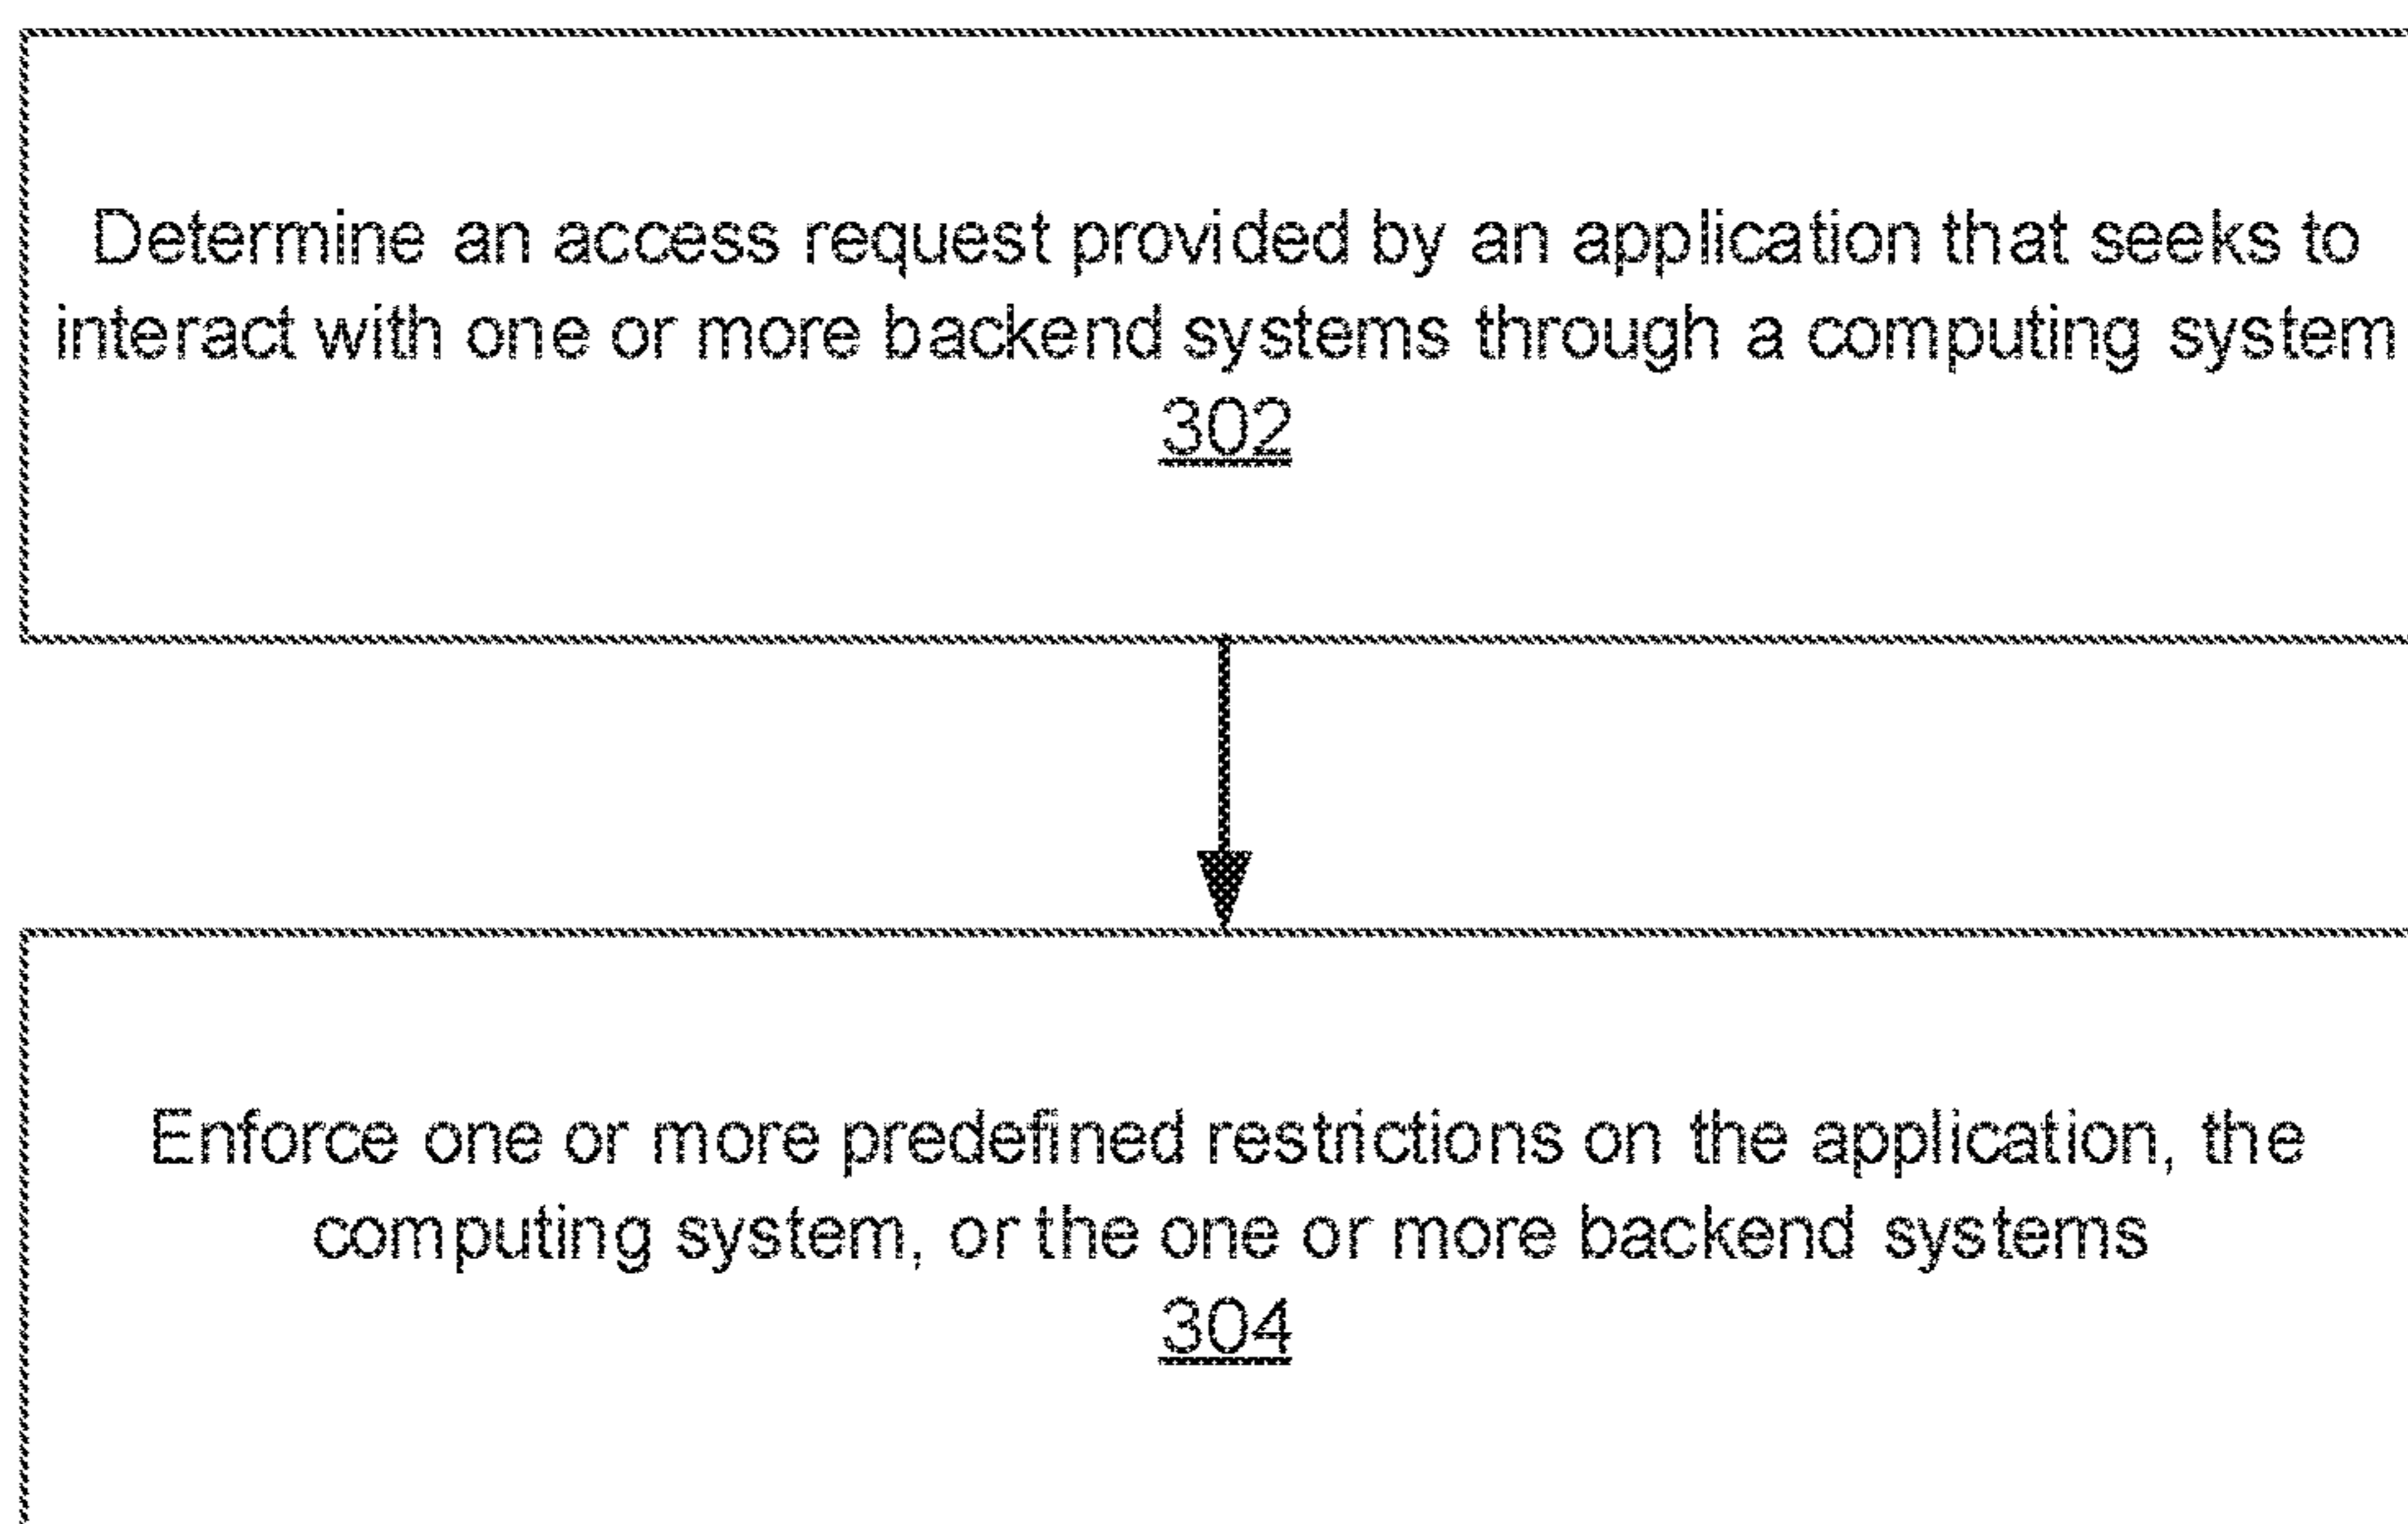 Determine an access request provided by an application that seeks to
interact with one or more backend systems through a computing system
302
Enforce one or more predefined restrictions on the application, the
computing system, or the one or more backend systems
304